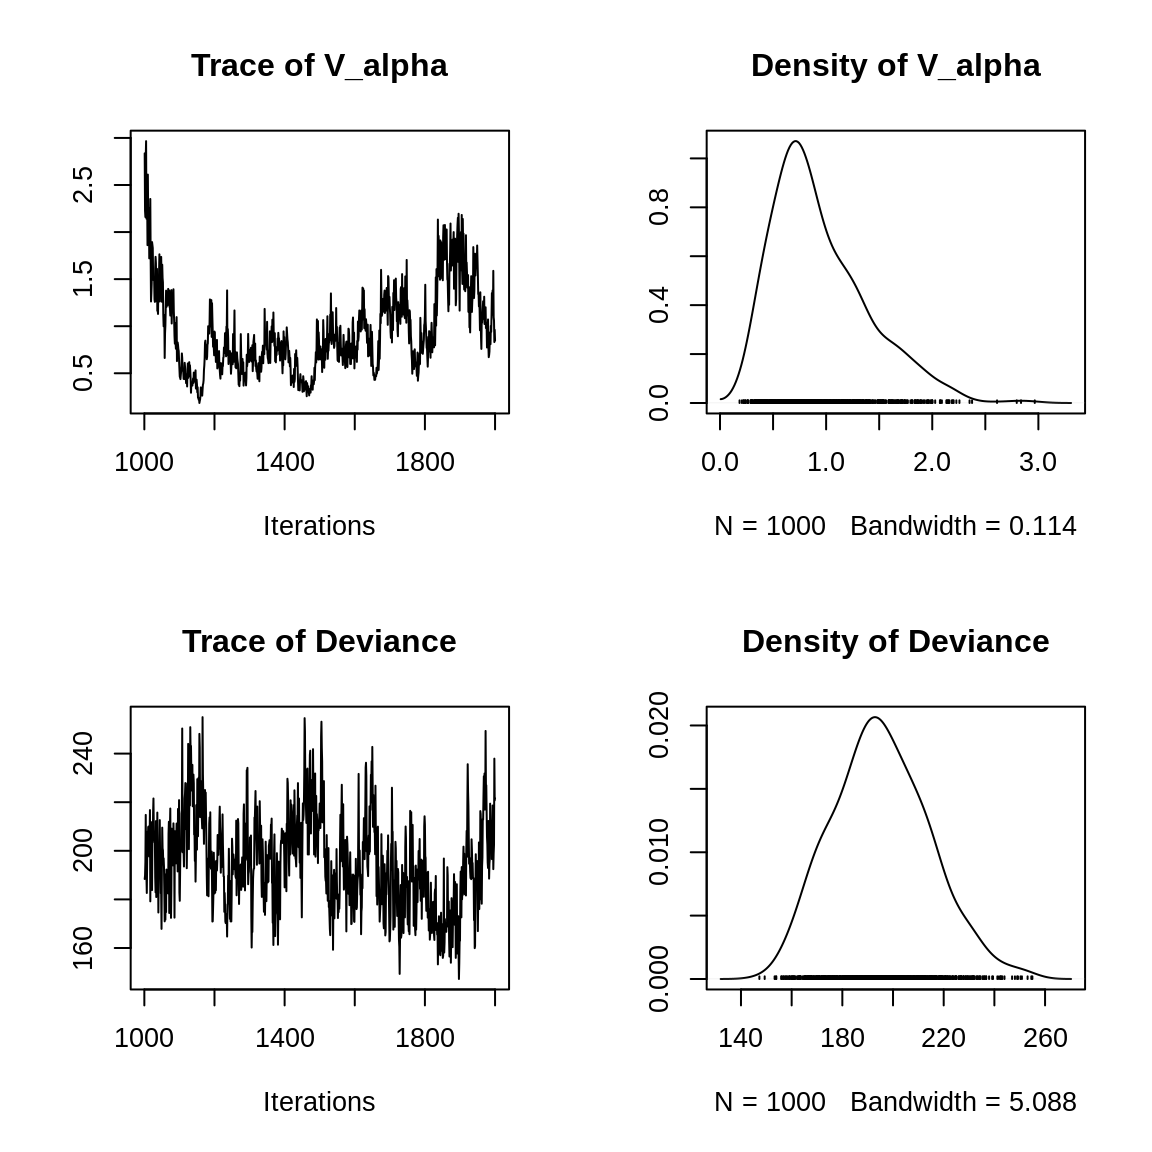 Trace of V_alpha
0.5 1.5 2.5
1000 1400 1800
Iterations
Density of V_alpha
0.0 0.4 0.8
0.0 1.0 2.0 3.0
N = 1000 Bandwidth = 0.114
Trace of Deviance
160 200 240
1000 1400 1800
Iterations
Density of Deviance
0.000 0.010 0.020
140 180 220 260
N = 1000 Bandwidth = 5.088